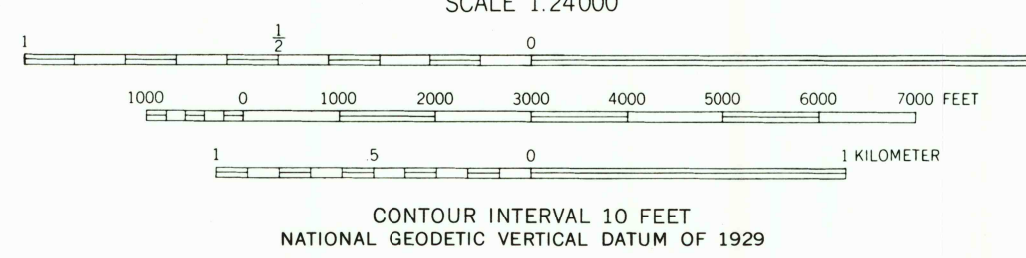 SCALE 1:24000
1 1/2 0
1000 0 1000 2000 3000 4000 5000 6000 7000 FEET
1 .5 0 1 KILOMETER
CONTOUR INTERVAL 10 FEET
NATIONAL GEODETIC VERTICAL DATUM OF 1929